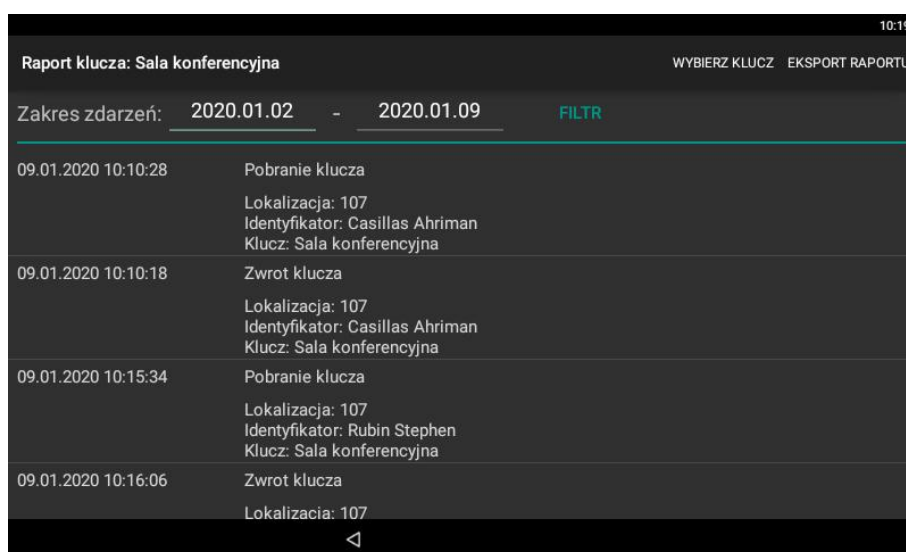 10:19
Raport klucza: Sala konferencyjna WYBIERZ KLUCZ EKSPORT RAPORTU
Zakres zdarzeń: 2020.01.02 - 2020.01.09 FILTR
09.01.2020 10:10:28 Pobranie klucza
Lokalizacja: 107
Identyfikator: Casillas Ahriman
Klucz: Sala konferencyjna
09.01.2020 10:10:18 Zwrot klucza
Lokalizacja: 107
Identyfikator: Casillas Ahriman
Klucz: Sala konferencyjna
09.01.2020 10:15:34 Pobranie klucza
Lokalizacja: 107
Identyfikator: Rubin Stephen
Klucz: Sala konferencyjna
09.01.2020 10:16:06 Zwrot klucza
Lokalizacja: 107